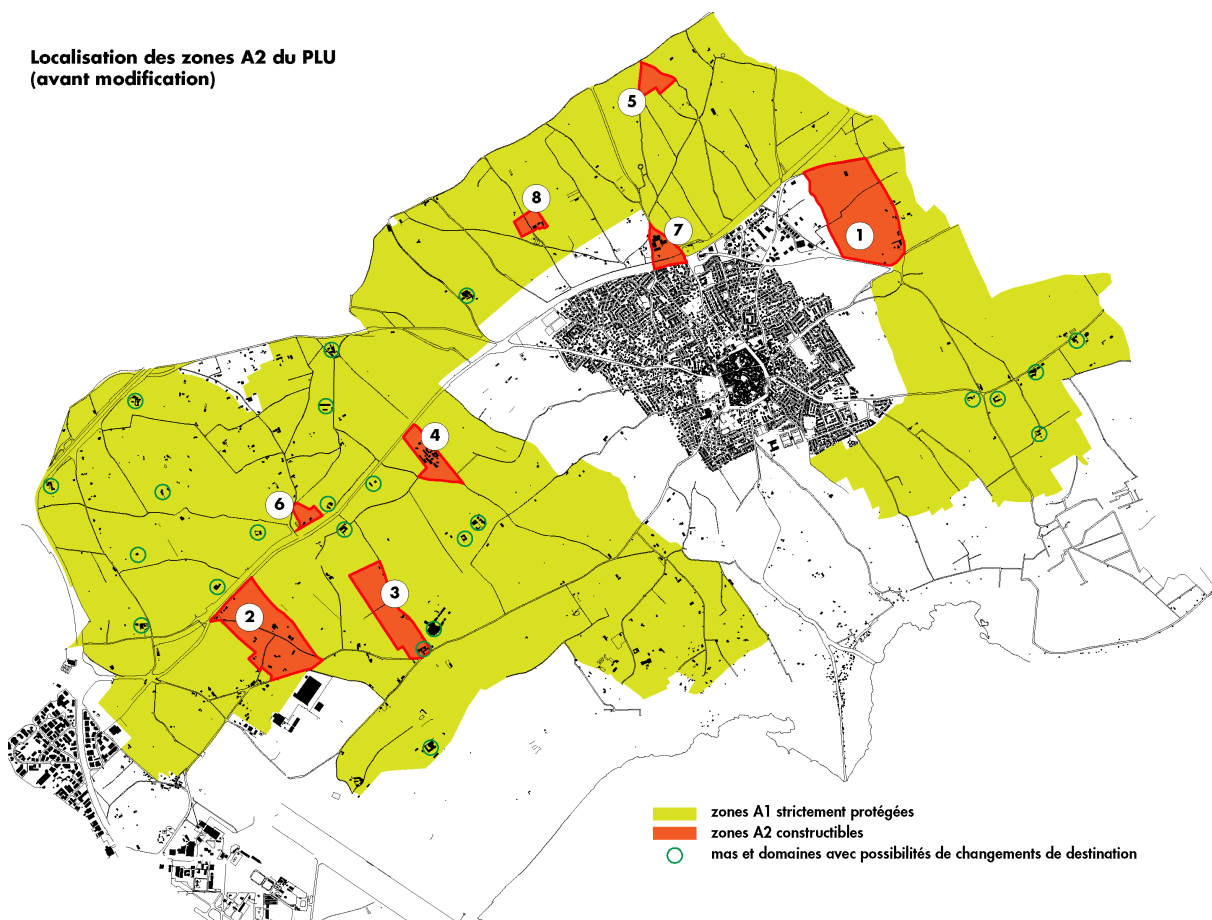 Localisation des zones A2 du PLU
(avant modification)
5
8
7
1
4
6
3
2
zones A1 strictement protégées
zones A2 constructibles
mas et domaines avec possibilités de changements de destination